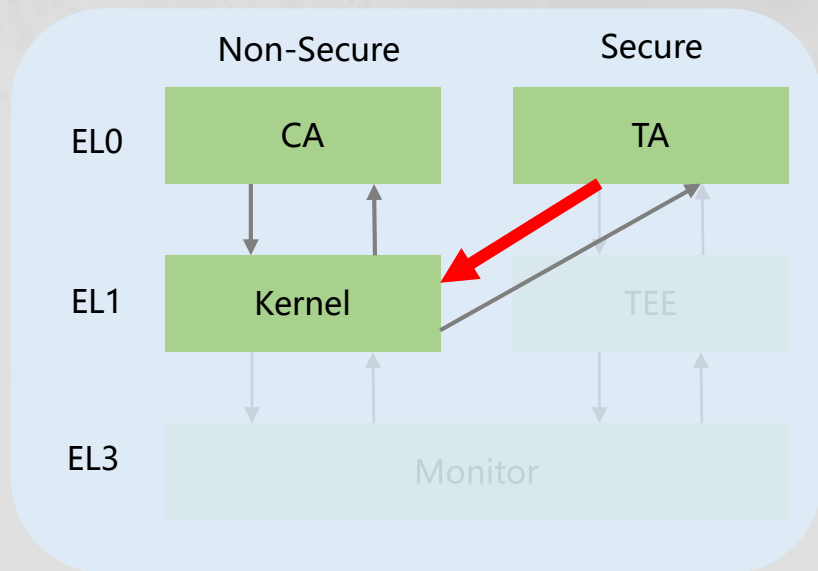 Non-Secure Secure
EL0 CA TA
EL1 Kernel TEE
EL3 Monitor